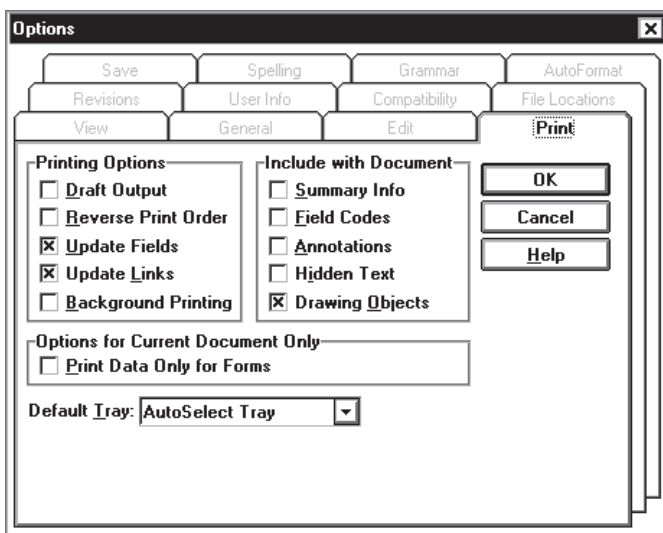 Options
Save Spelling Grammar AutoFormat
Revisions User Info Compatibility File Locations
View General Edit Print
Printing Options
Draft Output
Reverse Print Order
Update Fields
Update Links
Background Printing
Include with Document
Summary Info
Field Codes
Annotations
Hidden Text
Drawing Objects
OK
Cancel
Help
Options for Current Document Only
Print Data Only for Forms
Default Tray: AutoSelect Tray